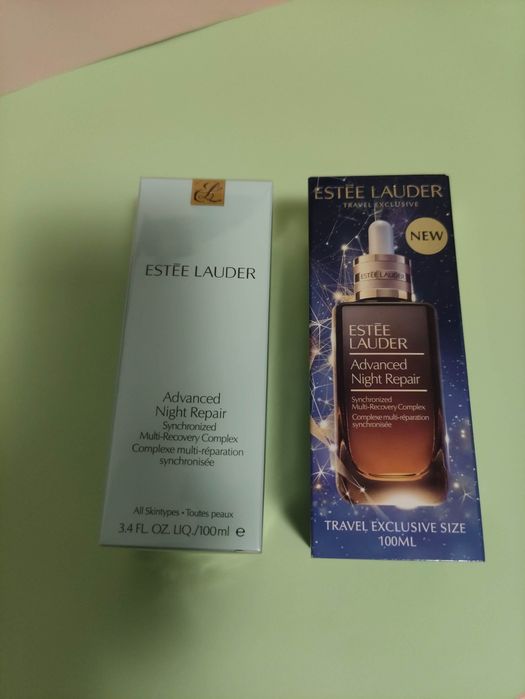 EL
ESTĒE LAUDER
Advanced
Night Repair
Synchronized
Multi-Recovery Complex
Complexe multi-réparation
synchronisée
All Skintypes • Toutes peaux
3.4 FL. OZ. LIQ./100ml e
ESTĒE LAUDER
TRAVEL EXCLUSIVE
NEW
ESTĒE LAUDER
ESTĒE
LAUDER
Advanced
Night Repair
Synchronized
Multi-Recovery Complex
Complexe multi-réparation
synchronisée
TRAVEL EXCLUSIVE SIZE
100ML